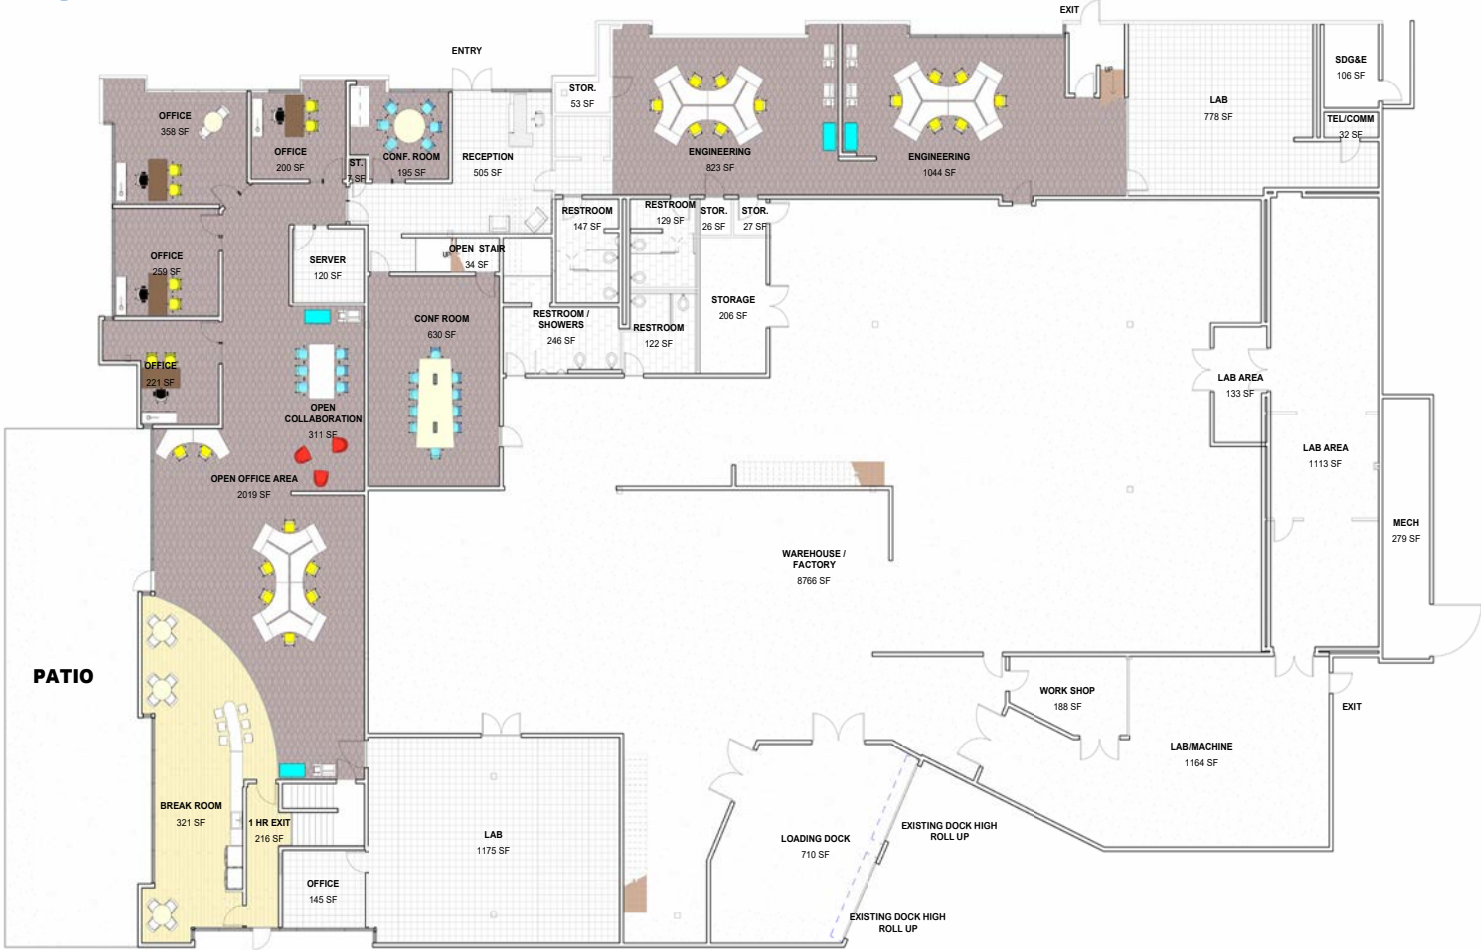 EXIT
ENTRY
STOR.
53 SF
SDG&E
106 SF
OFFICE
358 SF
OFFICE
200 SF
ST.
7 SF
CONF. ROOM
195 SF
RECEPTION
505 SF
ENGINEERING
823 SF
ENGINEERING
1044 SF
UP
LAB
778 SF
TEL/COMM
32 SF
RESTROOM
147 SF
RESTROOM
129 SF
STOR.
26 SF
STOR.
27 SF
OFFICE
259 SF
SERVER
120 SF
UP
OPEN STAIR
34 SF
CONF ROOM
630 SF
RESTROOM /
SHOWERS
246 SF
RESTROOM
122 SF
STORAGE
206 SF
OFFICE
221 SF
OPEN
COLLABORATION
311 SF
LAB AREA
133 SF
LAB AREA
1113 SF
OPEN OFFICE AREA
2019 SF
MECH
279 SF
WAREHOUSE /
FACTORY
8766 SF
PATIO
WORK SHOP
188 SF
EXIT
LAB/MACHINE
1164 SF
BREAK ROOM
321 SF
1 HR EXIT
216 SF
LAB
1175 SF
LOADING DOCK
710 SF
EXISTING DOCK HIGH
ROLL UP
OFFICE
145 SF
EXISTING DOCK HIGH
ROLL UP